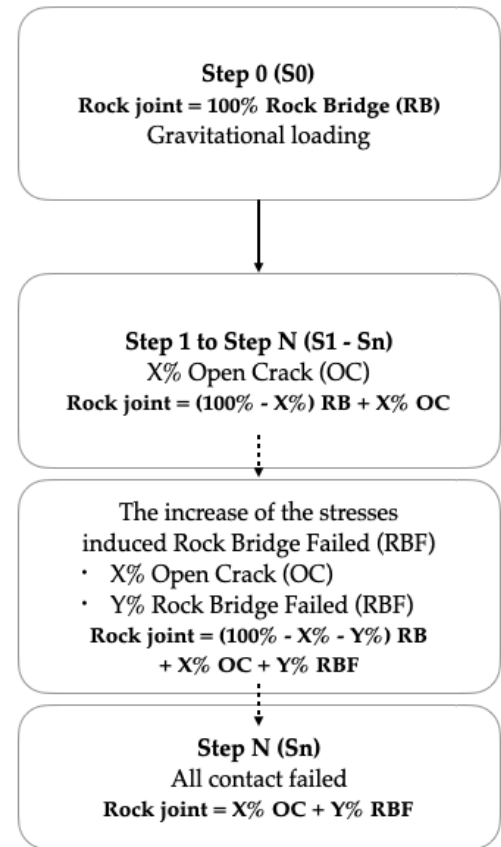 Step 0 (S0)
Rock joint = 100% Rock Bridge (RB)
Gravitational loading
Step 1 to Step N (S1 - Sn)
X% Open Crack (OC)
Rock joint = (100% - X%) RB + X% OC
The increase of the stresses
induced Rock Bridge Failed (RBF)
· X% Open Crack (OC)
· Y% Rock Bridge Failed (RBF)
Rock joint = (100% - X% - Y%) RB
+ X% OC + Y% RBF
Step N (Sn)
All contact failed
Rock joint = X% OC + Y% RBF